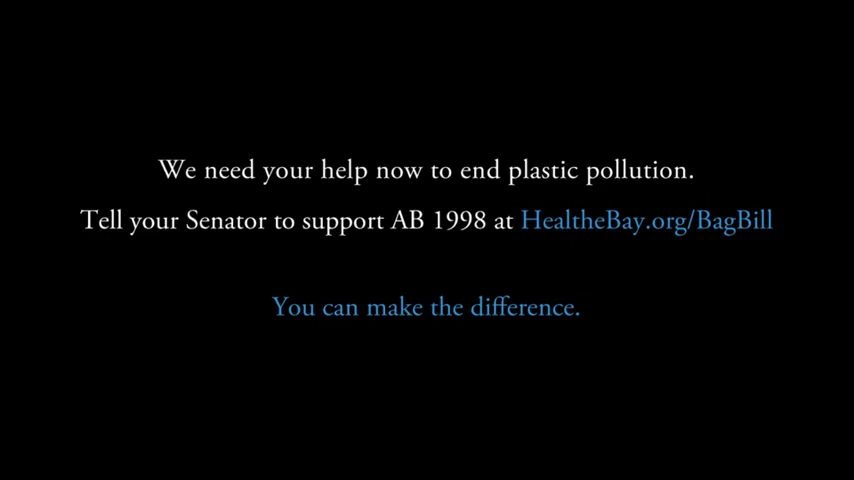 We need your help now to end plastic pollution.
Tell your Senator to support AB 1998 at HealtheBay.org/BagBill
You can make the difference.